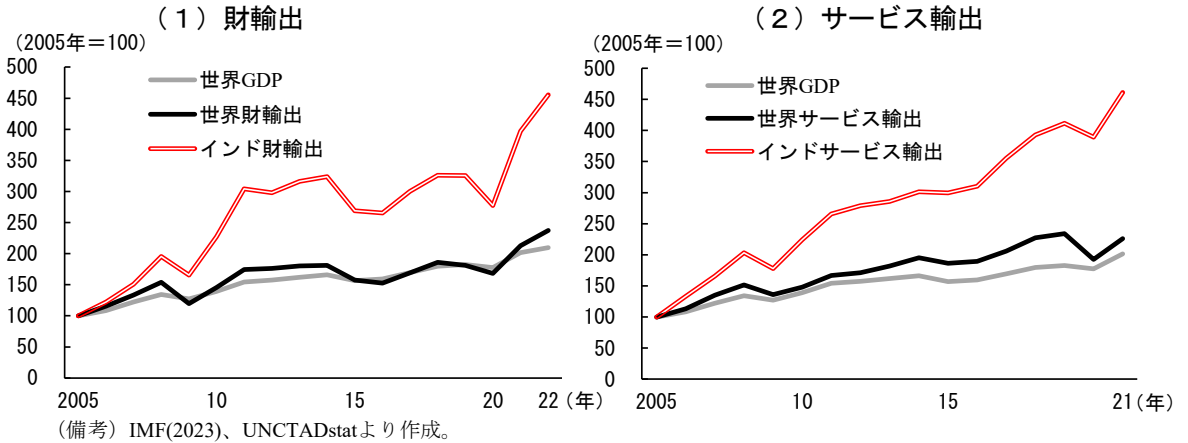 （１）財輸出
（2005年＝100）
500
450
400
350
300
250
200
150
100
50
0
世界GDP
世界財輸出
インド財輸出
2005 10 15 20 22（年）
（２）サービス輸出
（2005年＝100）
500
450
400
350
300
250
200
150
100
50
0
世界GDP
世界サービス輸出
インドサービス輸出
2005 10 15 21（年）
（備考）IMF(2023)、UNCTADstatより作成。